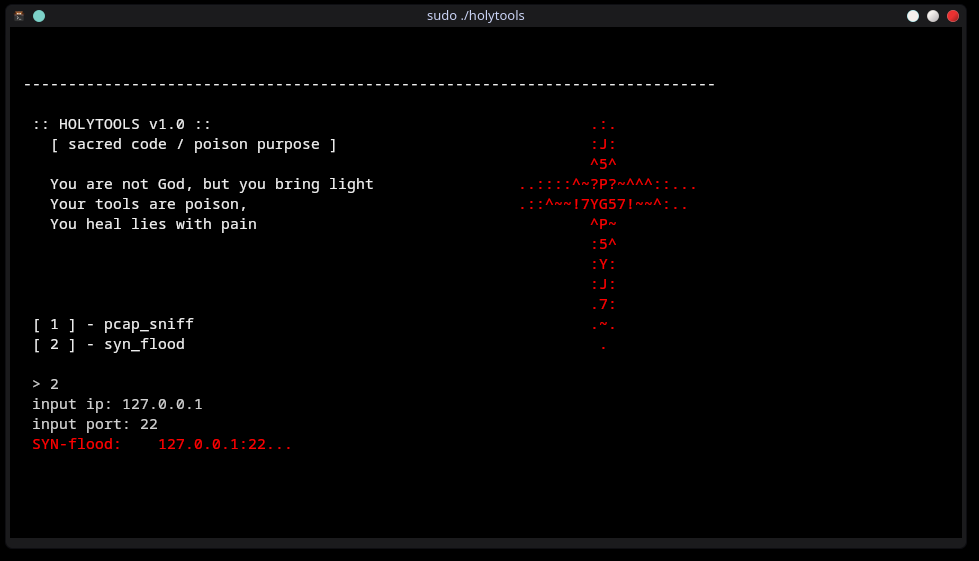 sudo ./holytools
-----------------------------------------------------------------------------
:: HOLYTOOLS v1.0 :: .:.
[ sacred code / poison purpose ] :J:
^5^
You are not God, but you bring light ..::::^~?P?~^^^::...
Your tools are poison, .::^~~!7YG57!~~^:..
You heal lies with pain ^P~
:5^
:Y:
:J:
.7:
[ 1 ] - pcap_sniff .~.
[ 2 ] - syn_flood .
> 2
input ip: 127.0.0.1
input port: 22
SYN-flood: 127.0.0.1:22...